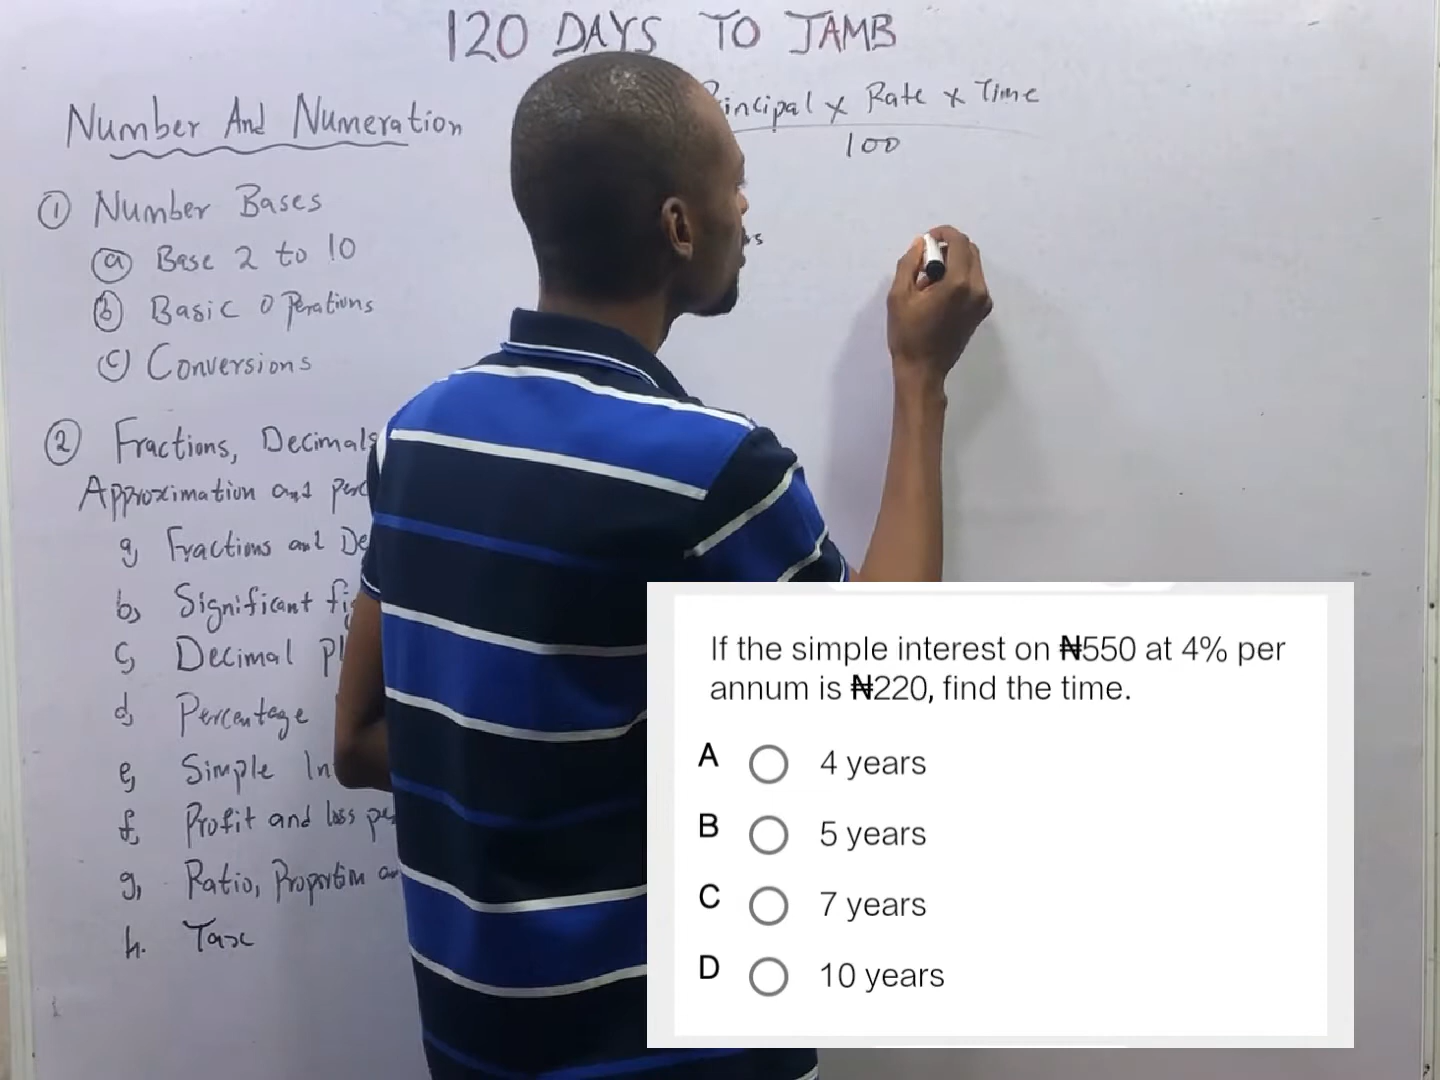 120 DAYS TO JAMB
Number And Numeration
① Number Bases
ⓐ Base 2 to 10
ⓑ Basic Operations
ⓒ Conversions
② Fractions, Decimals
Approximation and
a, Fractions and
b, Significant
c, Decimal
d, Percentage
e, Simple
f, Profit and loss
g, Ratio, Proportion
h. Tax
x Rate x Time
100
If the simple interest on ₦550 at 4% per
annum is ₦220, find the time.
A 4 years
B 5 years
C 7 years
D 10 years